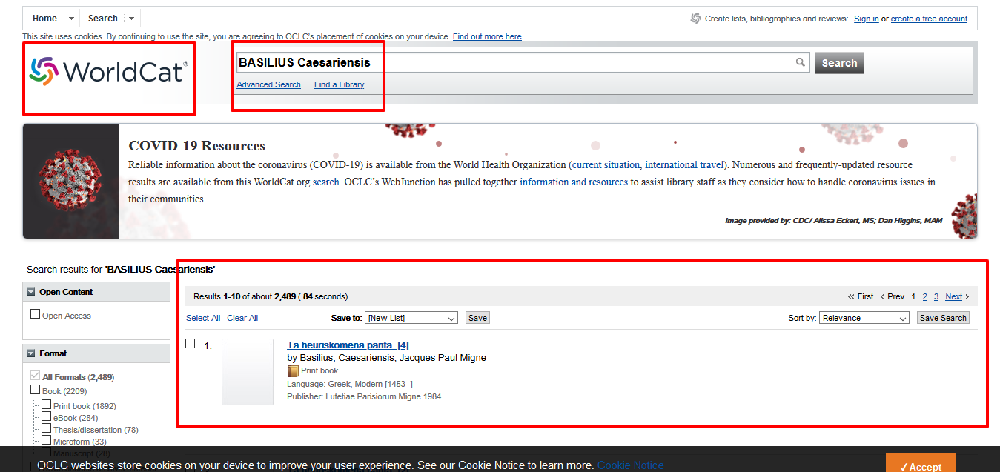 Home Search Create lists, bibliographies and reviews: Sign in or create a free account
This site uses cookies. By continuing to use the site, you are agreeing to OCLC's placement of cookies on your device. Find out more here.
WorldCat®
BASILIUS Caesariensis Search
Advanced Search Find a Library
COVID-19 Resources
Reliable information about the coronavirus (COVID-19) is available from the World Health Organization (current situation, international travel). Numerous and frequently-updated resource
results are available from this WorldCat.org search. OCLC's WebJunction has pulled together information and resources to assist library staff as they consider how to handle coronavirus issues in
their communities.
Image provided by: CDC/ Alissa Eckert, MS; Dan Higgins, MAM
Search results for 'BASILIUS Caesariensis'
Open Content
Open Access
Format
All Formats (2,489)
Book (2209)
Print book (1892)
eBook (284)
Thesis/dissertation (78)
Microform (33)
Manuscript (28)
Results 1-10 of about 2,489 (.84 seconds) « First ‹ Prev 1 2 3 Next ›
Select All Clear All Save to: [New List] Save Sort by: Relevance Save Search
1. Ta heuriskomena panta. [4]
by Basilius, Caesariensis; Jacques Paul Migne
Print book
Language: Greek, Modern [1453- ]
Publisher: Lutetiae Parisiorum Migne 1984
OCLC websites store cookies on your device to improve your user experience. See our Cookie Notice to learn more. Cookie Notice
✓Accept